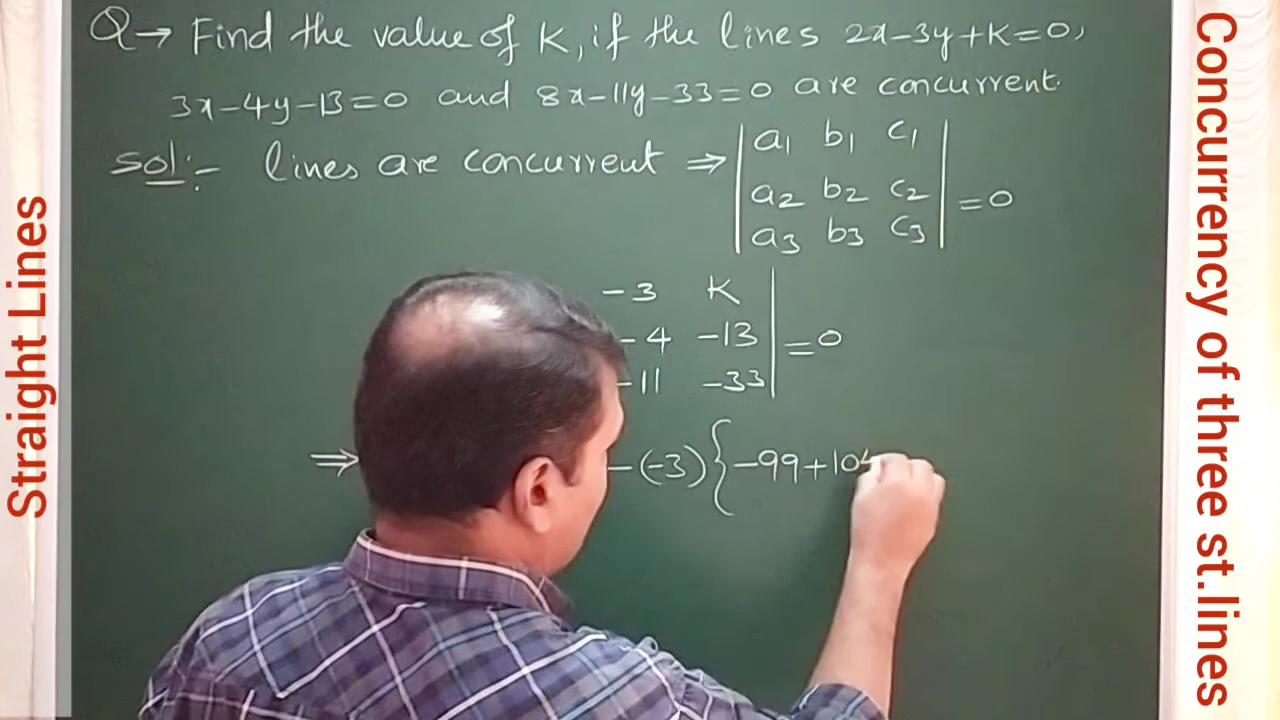 Q→ Find the value of K, if the lines 2x-3y+K=0,
3x-4y-13=0 and 8x-11y-33=0 are concurrent.
Sol:- lines are concurrent ⇒ | a1 b1 c1 |
| a2 b2 c2 | =0
| a3 b3 c3 |
-3 K |
-4 -13 | =0
-11 -33 |
⇒ -(-3){-99+104
Straight Lines
Concurrency of three st.lines